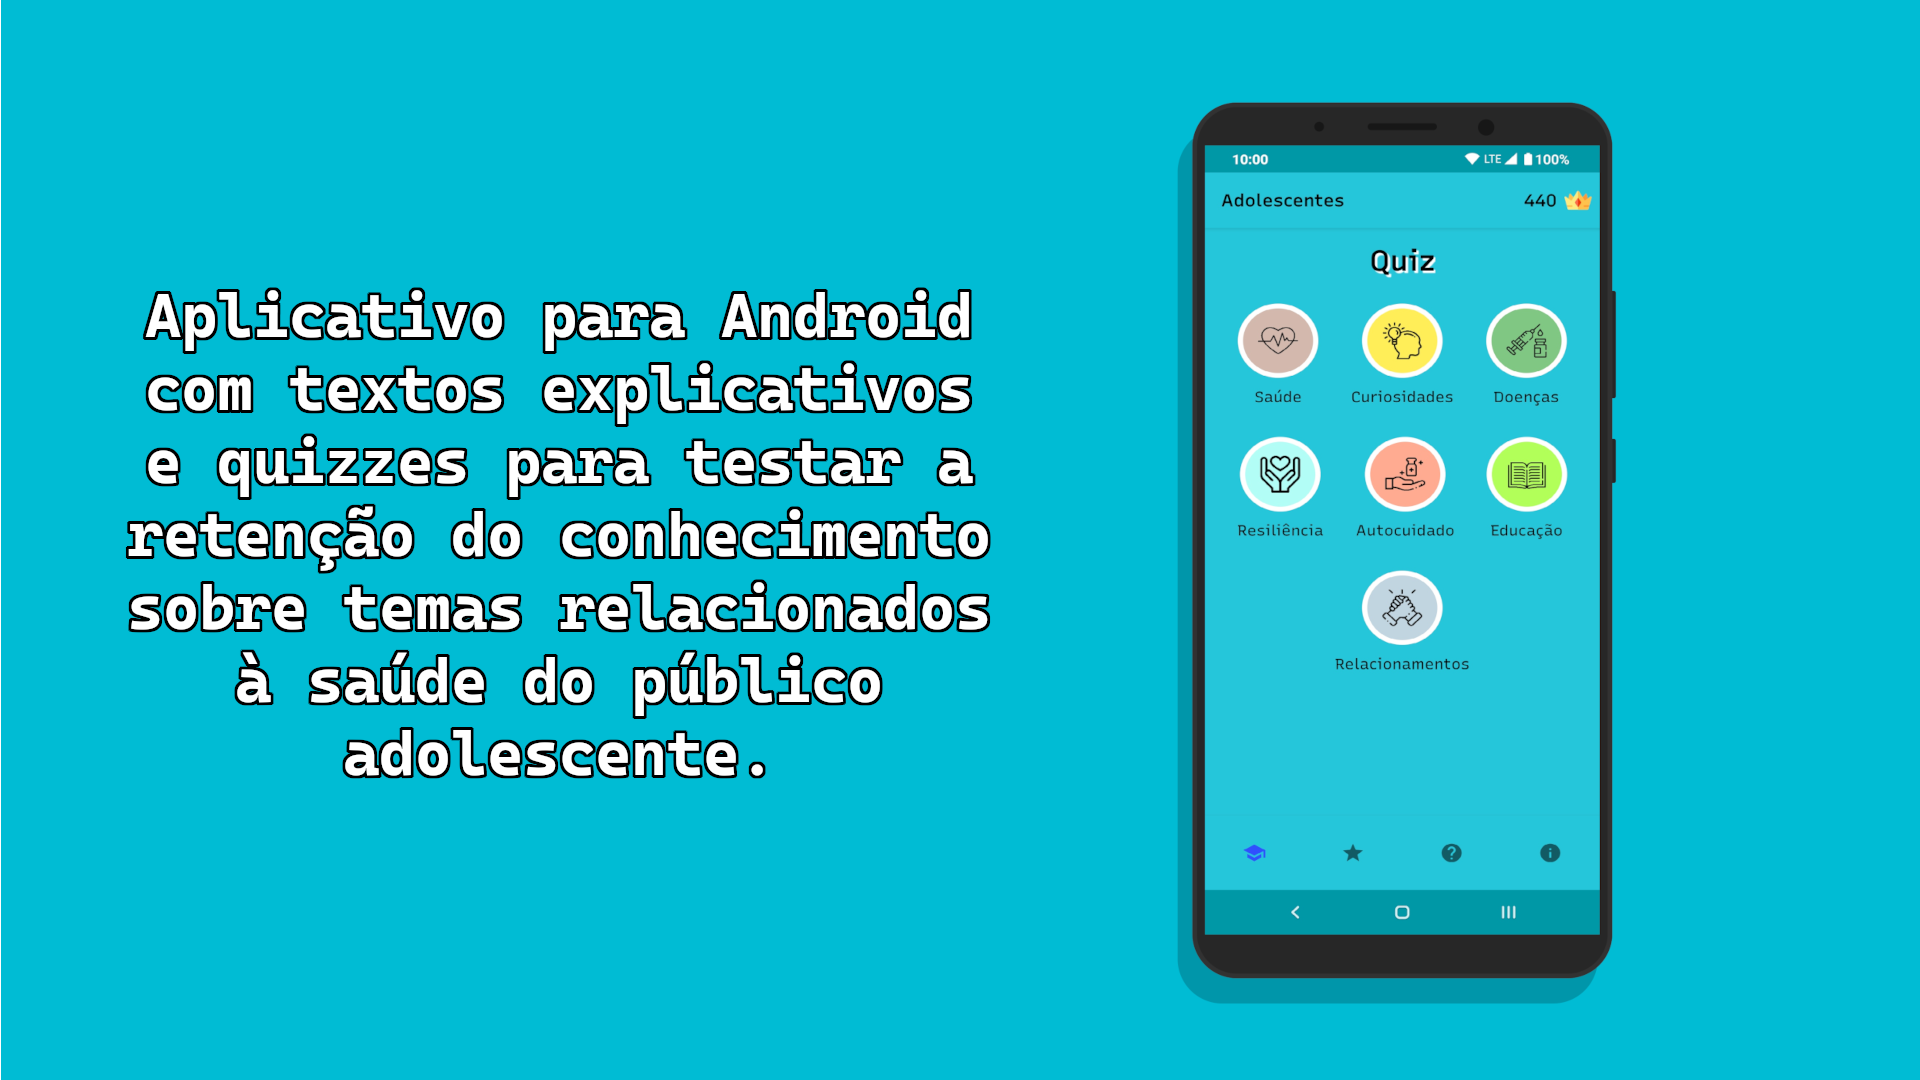 Aplicativo para Android
com textos explicativos
e quizzes para testar a
retenção do conhecimento
sobre temas relacionados
à saúde do público
adolescente.
10:00 LTE 100%
Adolescentes 440
Quiz
Saúde Curiosidades Doenças
Resiliência Autocuidado Educação
Relacionamentos